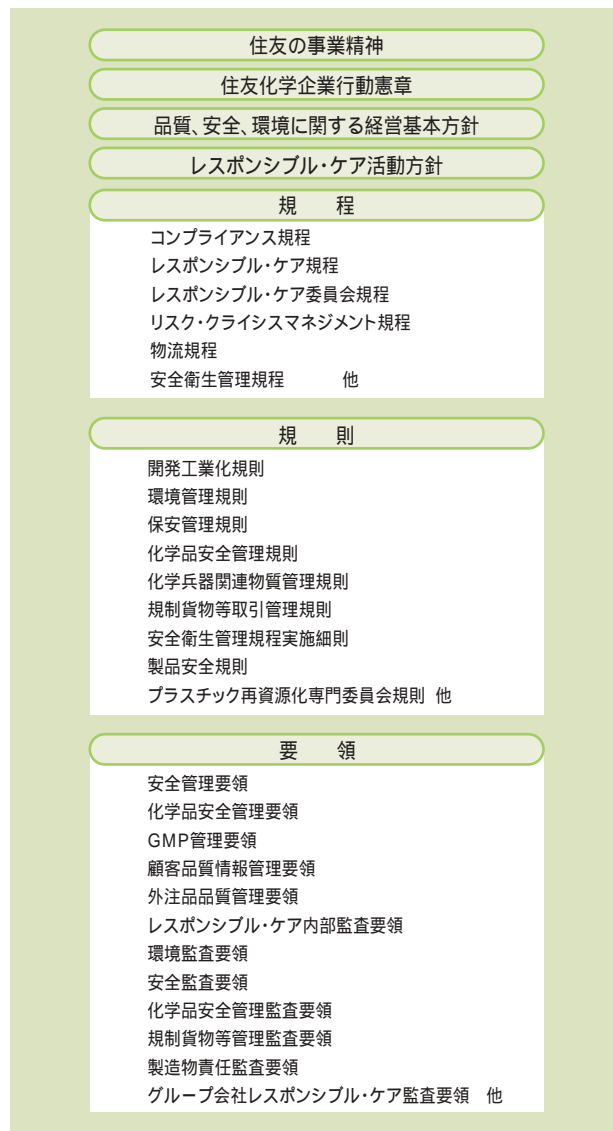 住友の事業精神
住友化学企業行動憲章
品質、安全、環境に関する経営基本方針
レスポンシブル・ケア活動方針
規　程
コンプライアンス規程
レスポンシブル・ケア規程
レスポンシブル・ケア委員会規程
リスク・クライシスマネジメント規程
物流規程
安全衛生管理規程　　他
規　則
開発工業化規則
環境管理規則
保安管理規則
化学品安全管理規則
化学兵器関連物質管理規則
規制貨物等取引管理規則
安全衛生管理規程実施細則
製品安全規則
プラスチック再資源化専門委員会規則 他
要　領
安全管理要領
化学品安全管理要領
GMP管理要領
顧客品質情報管理要領
外注品品質管理要領
レスポンシブル・ケア内部監査要領
環境監査要領
安全監査要領
化学品安全管理監査要領
規制貨物等管理監査要領
製造物責任監査要領
グループ会社レスポンシブル・ケア監査要領　他